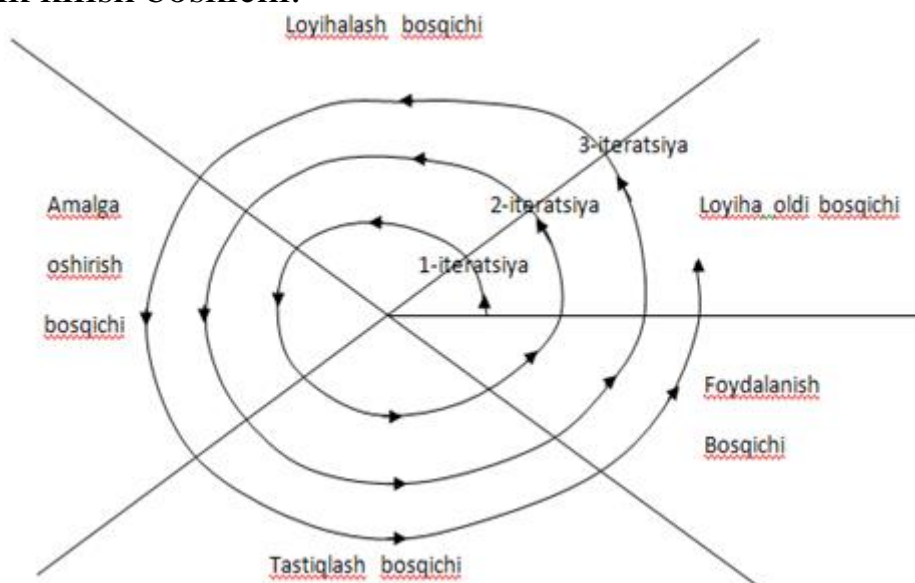 Loyihalash bosqichi
3-iteratsiya
Amalga
oshirish
bosqichi
2-iteratsiya
Loyiha oldi bosqichi
1-iteratsiya
Foydalanish
Bosqichi
Tastiqlash bosqichi